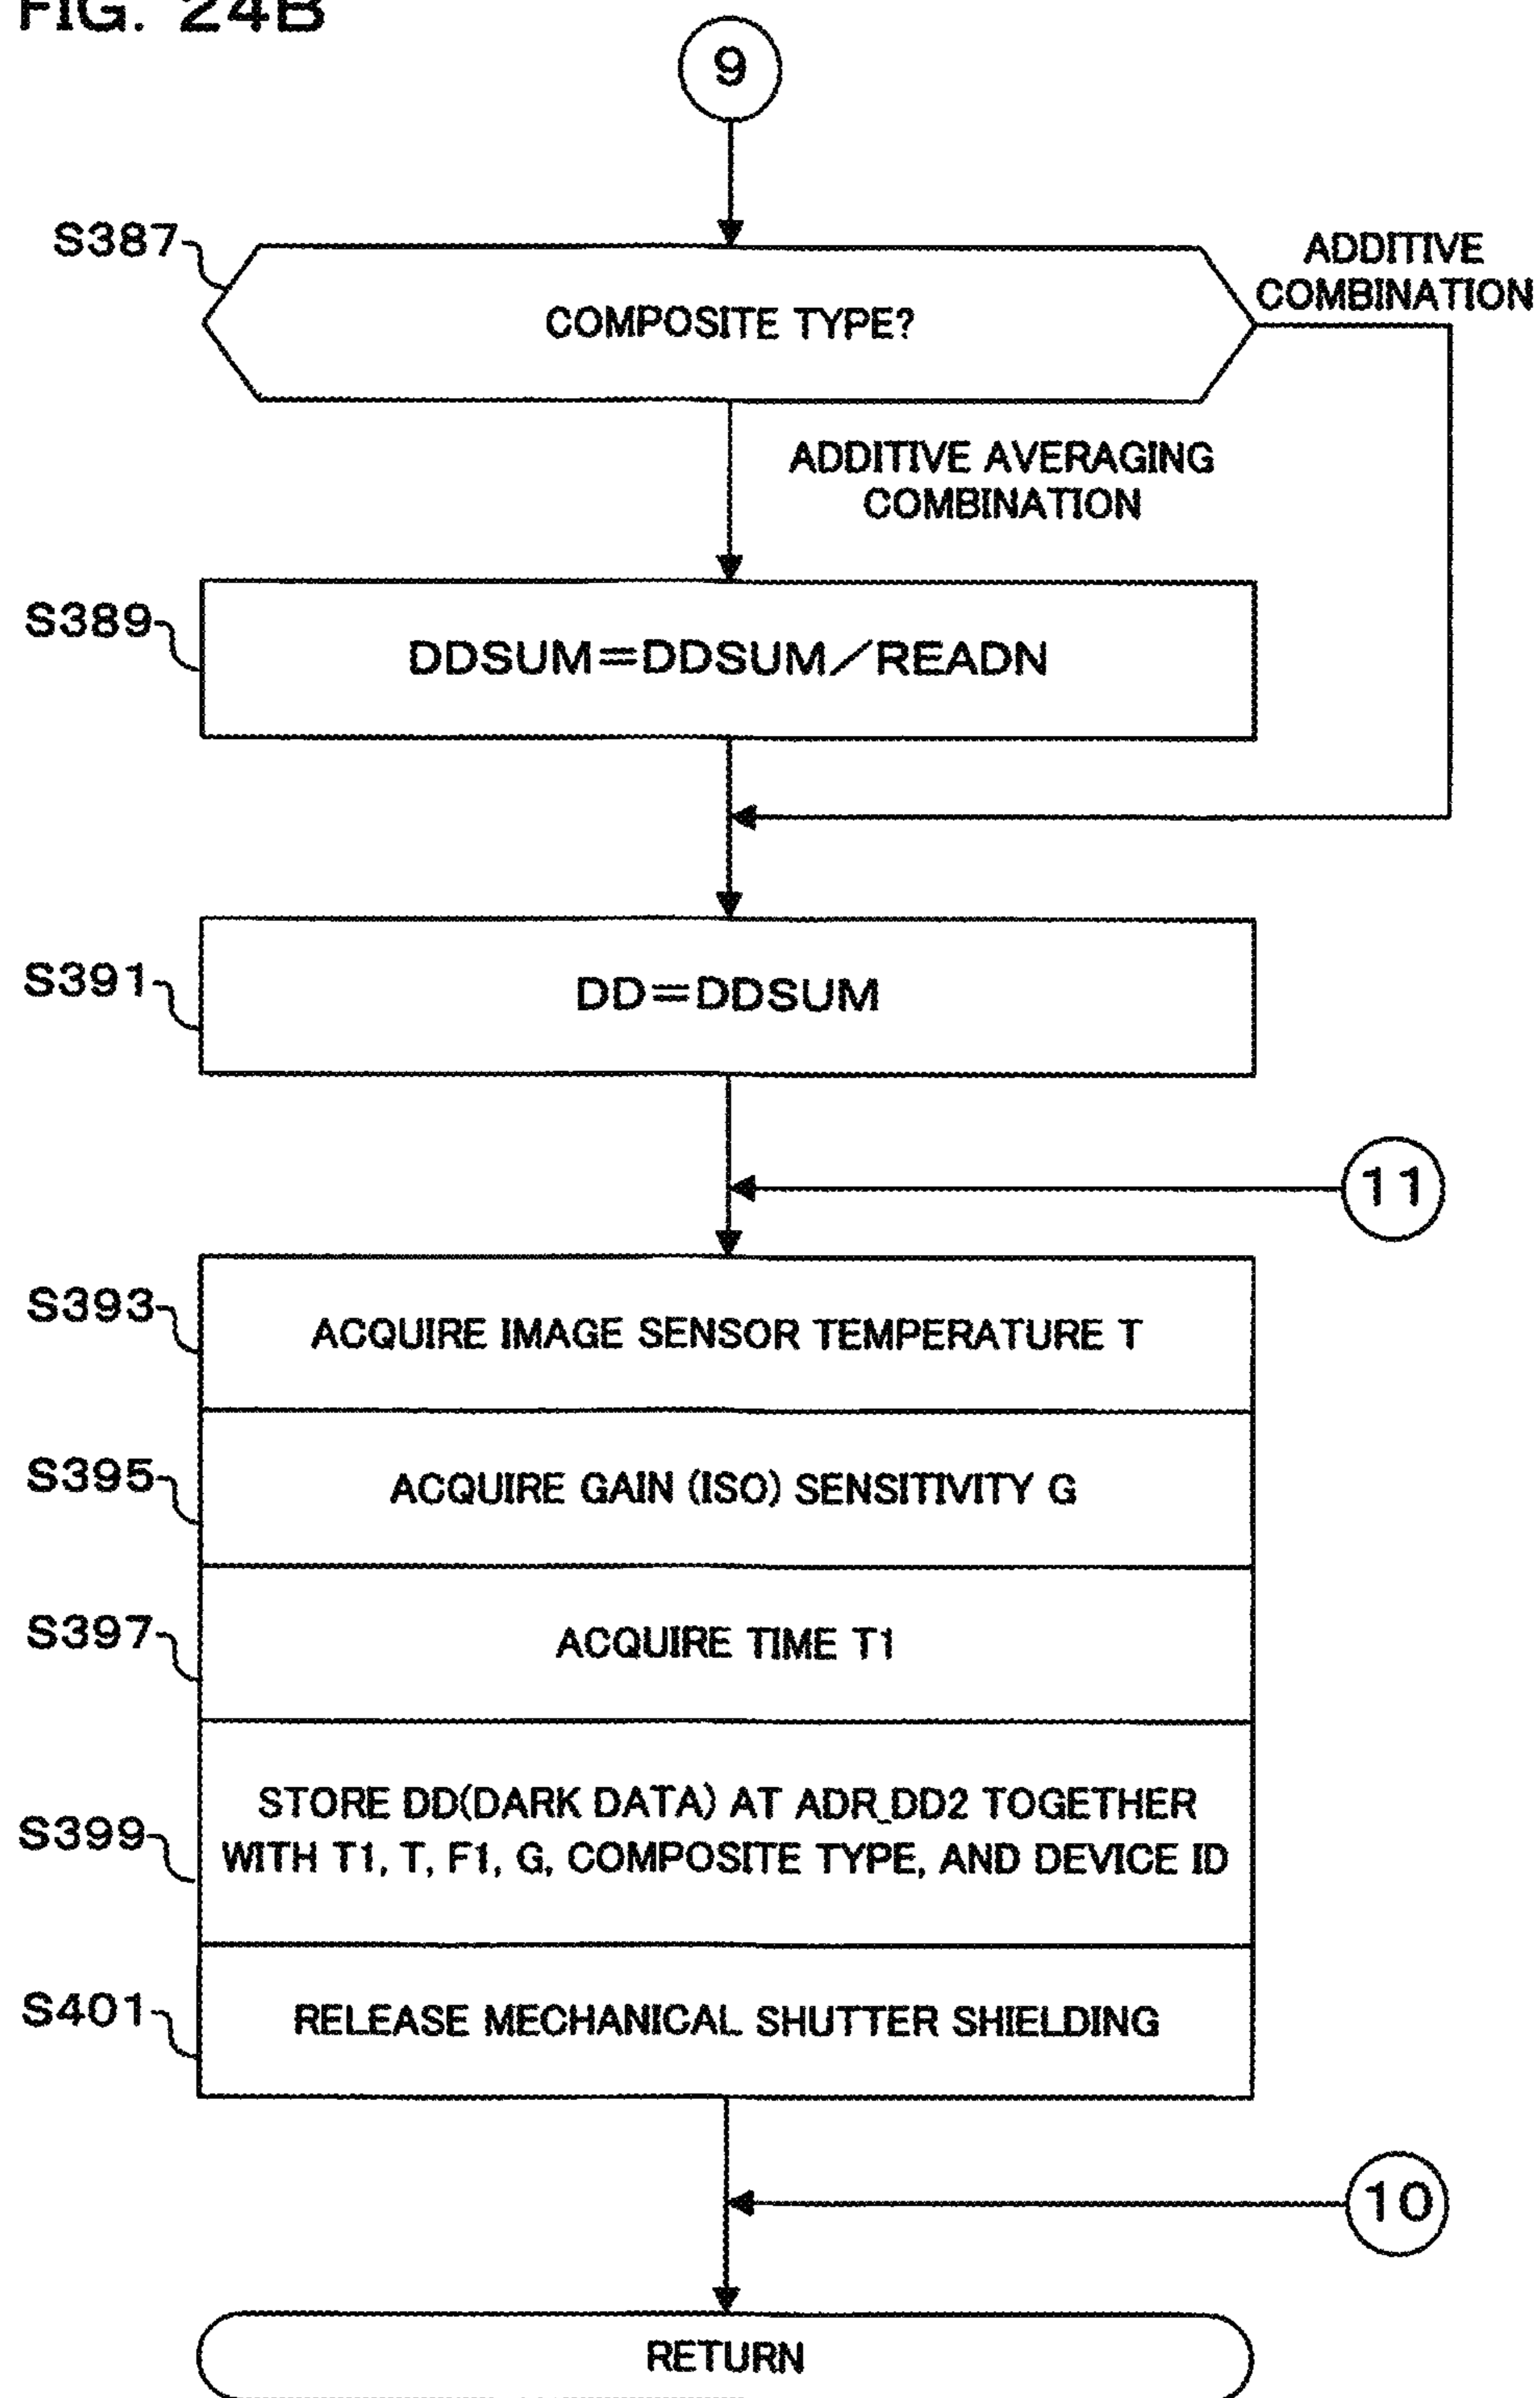 FIG. 24B
9
S387
COMPOSITE TYPE?
ADDITIVE
COMBINATION
ADDITIVE AVERAGING
COMBINATION
S389
DDSUM=DDSUM/READN
S391
DD=DDSUM
11
S393
ACQUIRE IMAGE SENSOR TEMPERATURE T
S395
ACQUIRE GAIN (ISO) SENSITIVITY G
S397
ACQUIRE TIME T1
S399
STORE DD(DARK DATA) AT ADR_DD2 TOGETHER
WITH T1, T, F1, G, COMPOSITE TYPE, AND DEVICE ID
S401
RELEASE MECHANICAL SHUTTER SHIELDING
10
RETURN